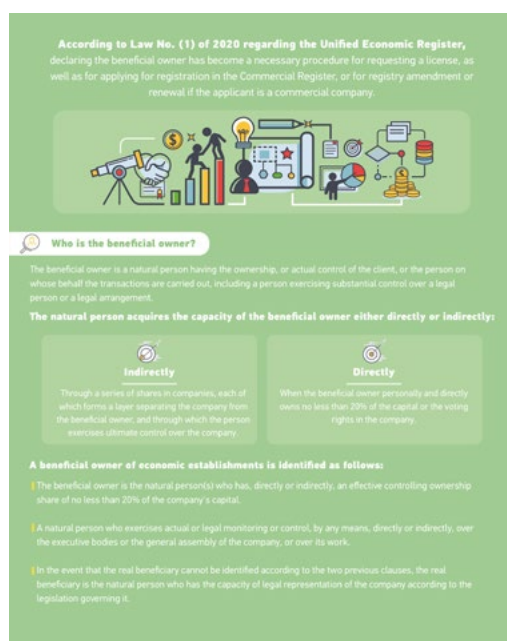 According to Law No. (1) of 2020 regarding the Unified Economic Register,
declaring the beneficial owner has become a necessary procedure for requesting a license, as
well as for applying for registration in the Commercial Register, or for registry amendment or
renewal if the applicant is a commercial company.
Who is the beneficial owner?
The beneficial owner is a natural person having the ownership, or actual control of the client, or the person on
whose behalf the transactions are carried out, including a person exercising substantial control over a legal
person or a legal arrangement.
The natural person acquires the capacity of the beneficial owner either directly or indirectly:
Indirectly
Through a series of shares in companies, each of
which forms a layer separating the company from
the beneficial owner, and through which the person
exercises ultimate control over the company.
Directly
When the beneficial owner personally and directly
owns no less than 20% of the capital or the voting
rights in the company.
A beneficial owner of economic establishments is identified as follows:
The beneficial owner is the natural person(s) who has, directly or indirectly, an effective controlling ownership
share of no less than 20% of the company's capital.
A natural person who exercises actual or legal monitoring or control, by any means, directly or indirectly, over
the executive bodies or the general assembly of the company, or over its work.
In the event that the real beneficiary cannot be identified according to the two previous clauses, the real
beneficiary is the natural person who has the capacity of legal representation of the company according to the
legislation governing it.